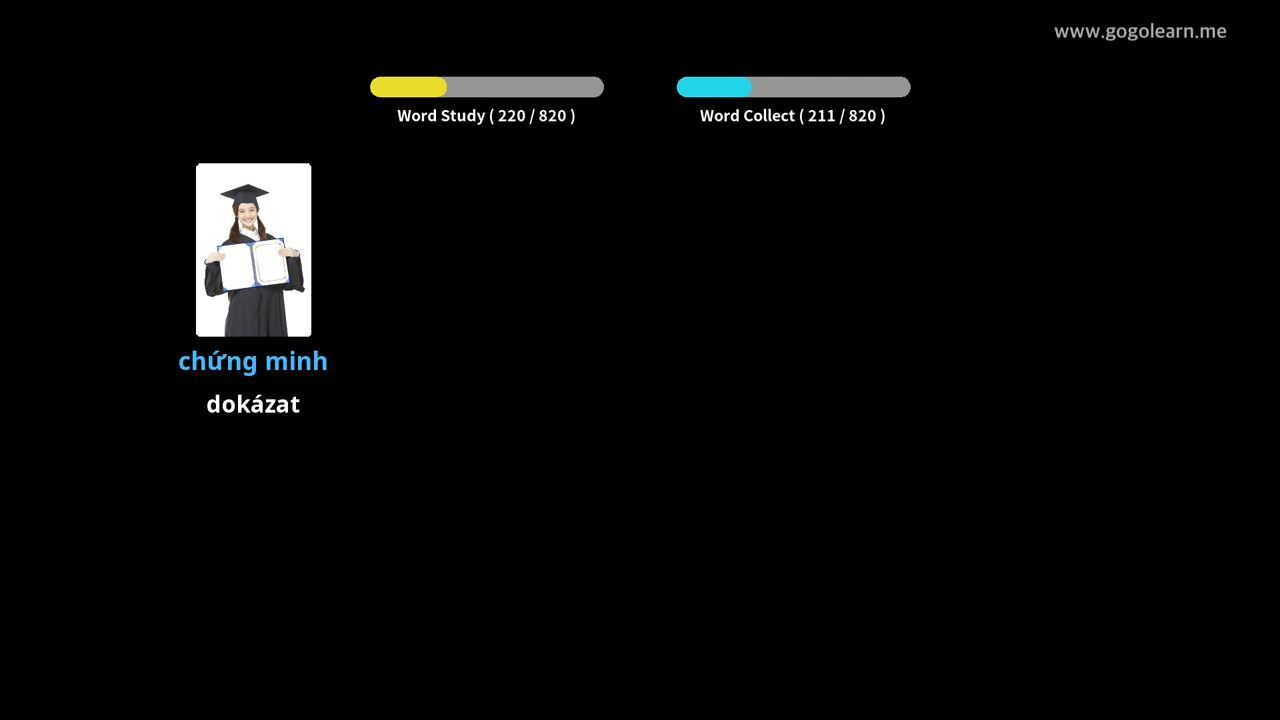 www.gogolearn.me
Word Study ( 220 / 820 )
Word Collect ( 211 / 820 )
chứng minh
dokázat